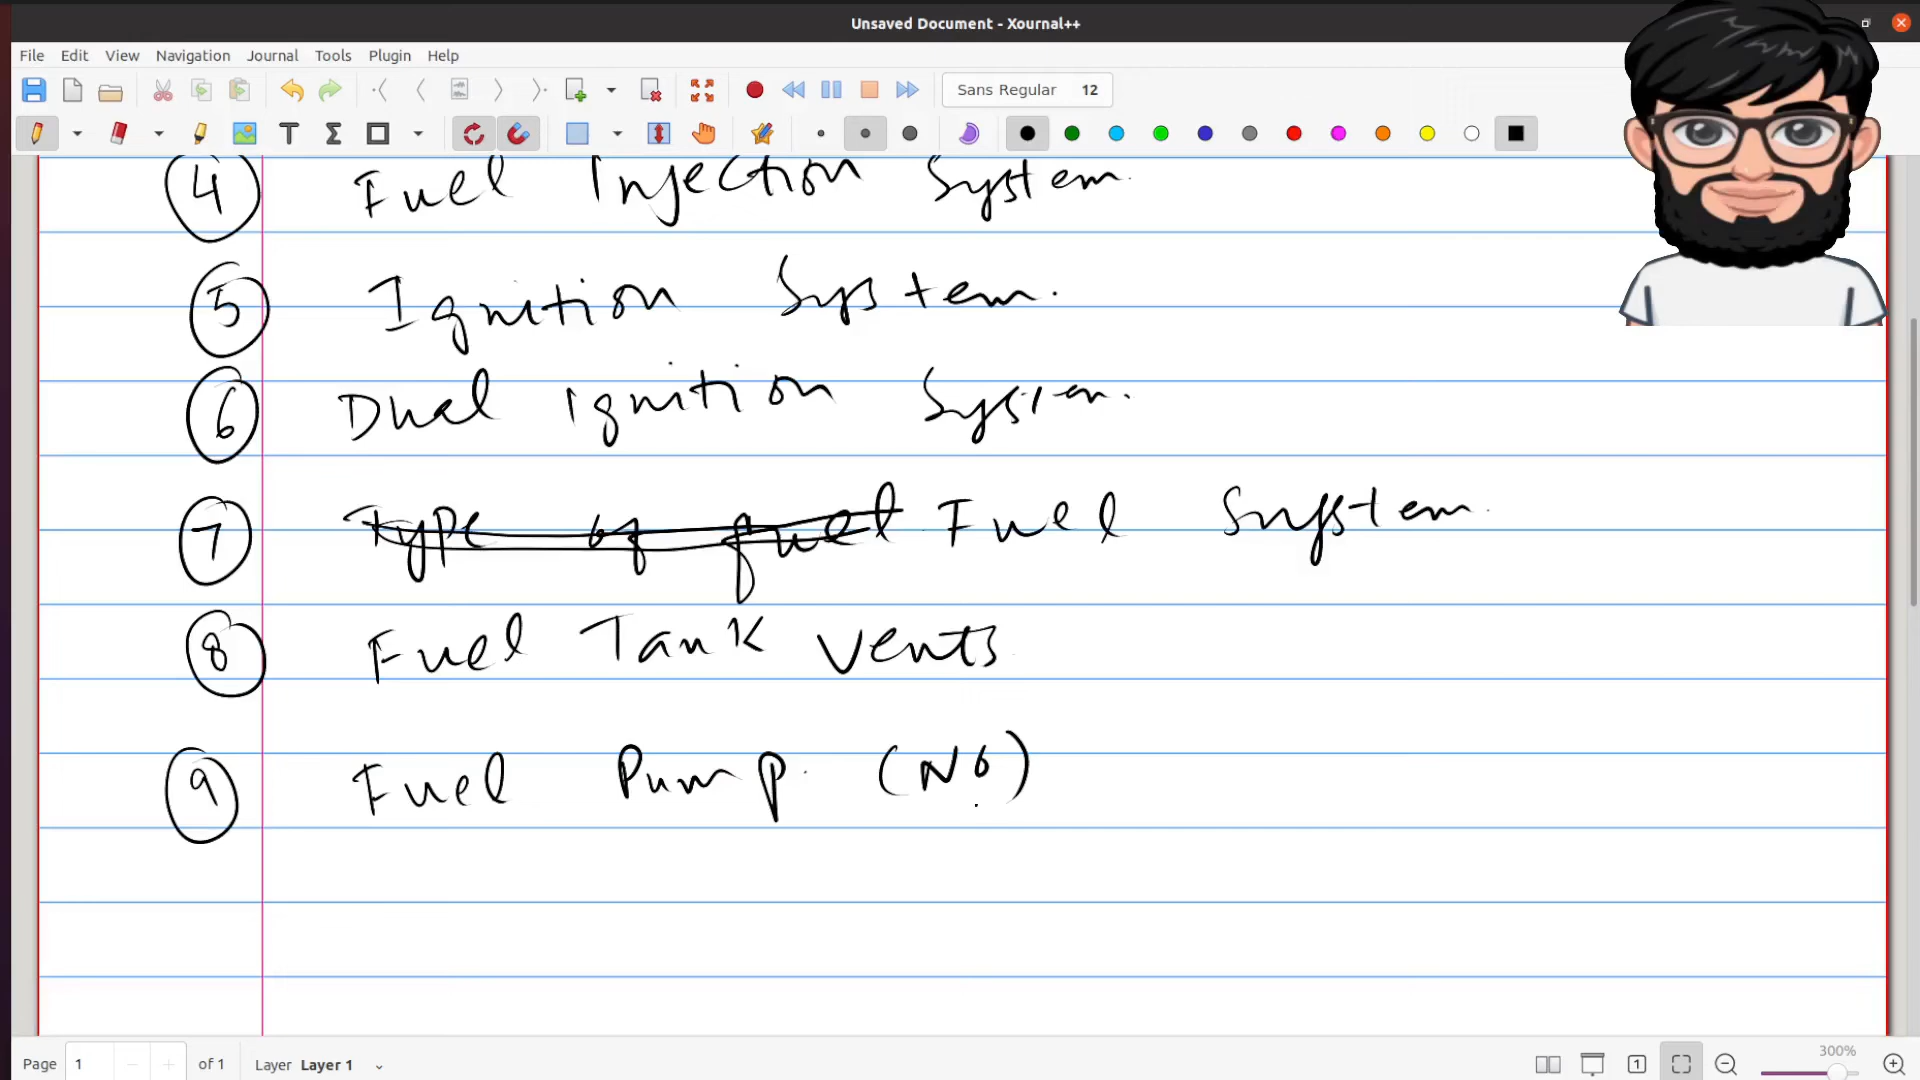 Unsaved Document - Xournal++
File Edit View Navigation Journal Tools Plugin Help
Sans Regular 12
4 Fuel Injection System.
5 Ignition System.
6 Dual ignition System.
7 Type of fuel Fuel System.
8 Fuel Tank vents
9 Fuel Pump. (No)
Page 1 of 1 Layer Layer 1 300%